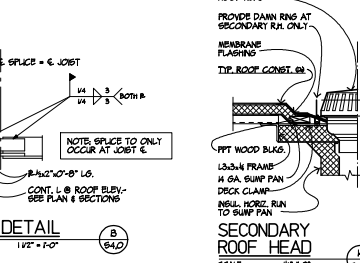 PROVIDE DAMN RING AT
SECONDARY R.H. ONLY
MEMBRANE
FLASHING
TYP. ROOF CONST.
℄ SPLICE = ℄ JOIST
1/4 3
1/4 3
BOTH ℞
NOTE: SPLICE TO ONLY
OCCUR AT JOIST ℄
PPT WOOD BLKG.
L3x3x¼ FRAME
14 GA. SUMP PAN
DECK CLAMP
INSUL. HORIZ. RUN
TO SUMP PAN
℞ ½x2"x0'-8" LG.
CONT. L @ ROOF ELEV.-
SEE PLAN & SECTIONS
DETAIL
1 1/2" = 1'-0"
B
S4.0
SECONDARY
ROOF HEAD